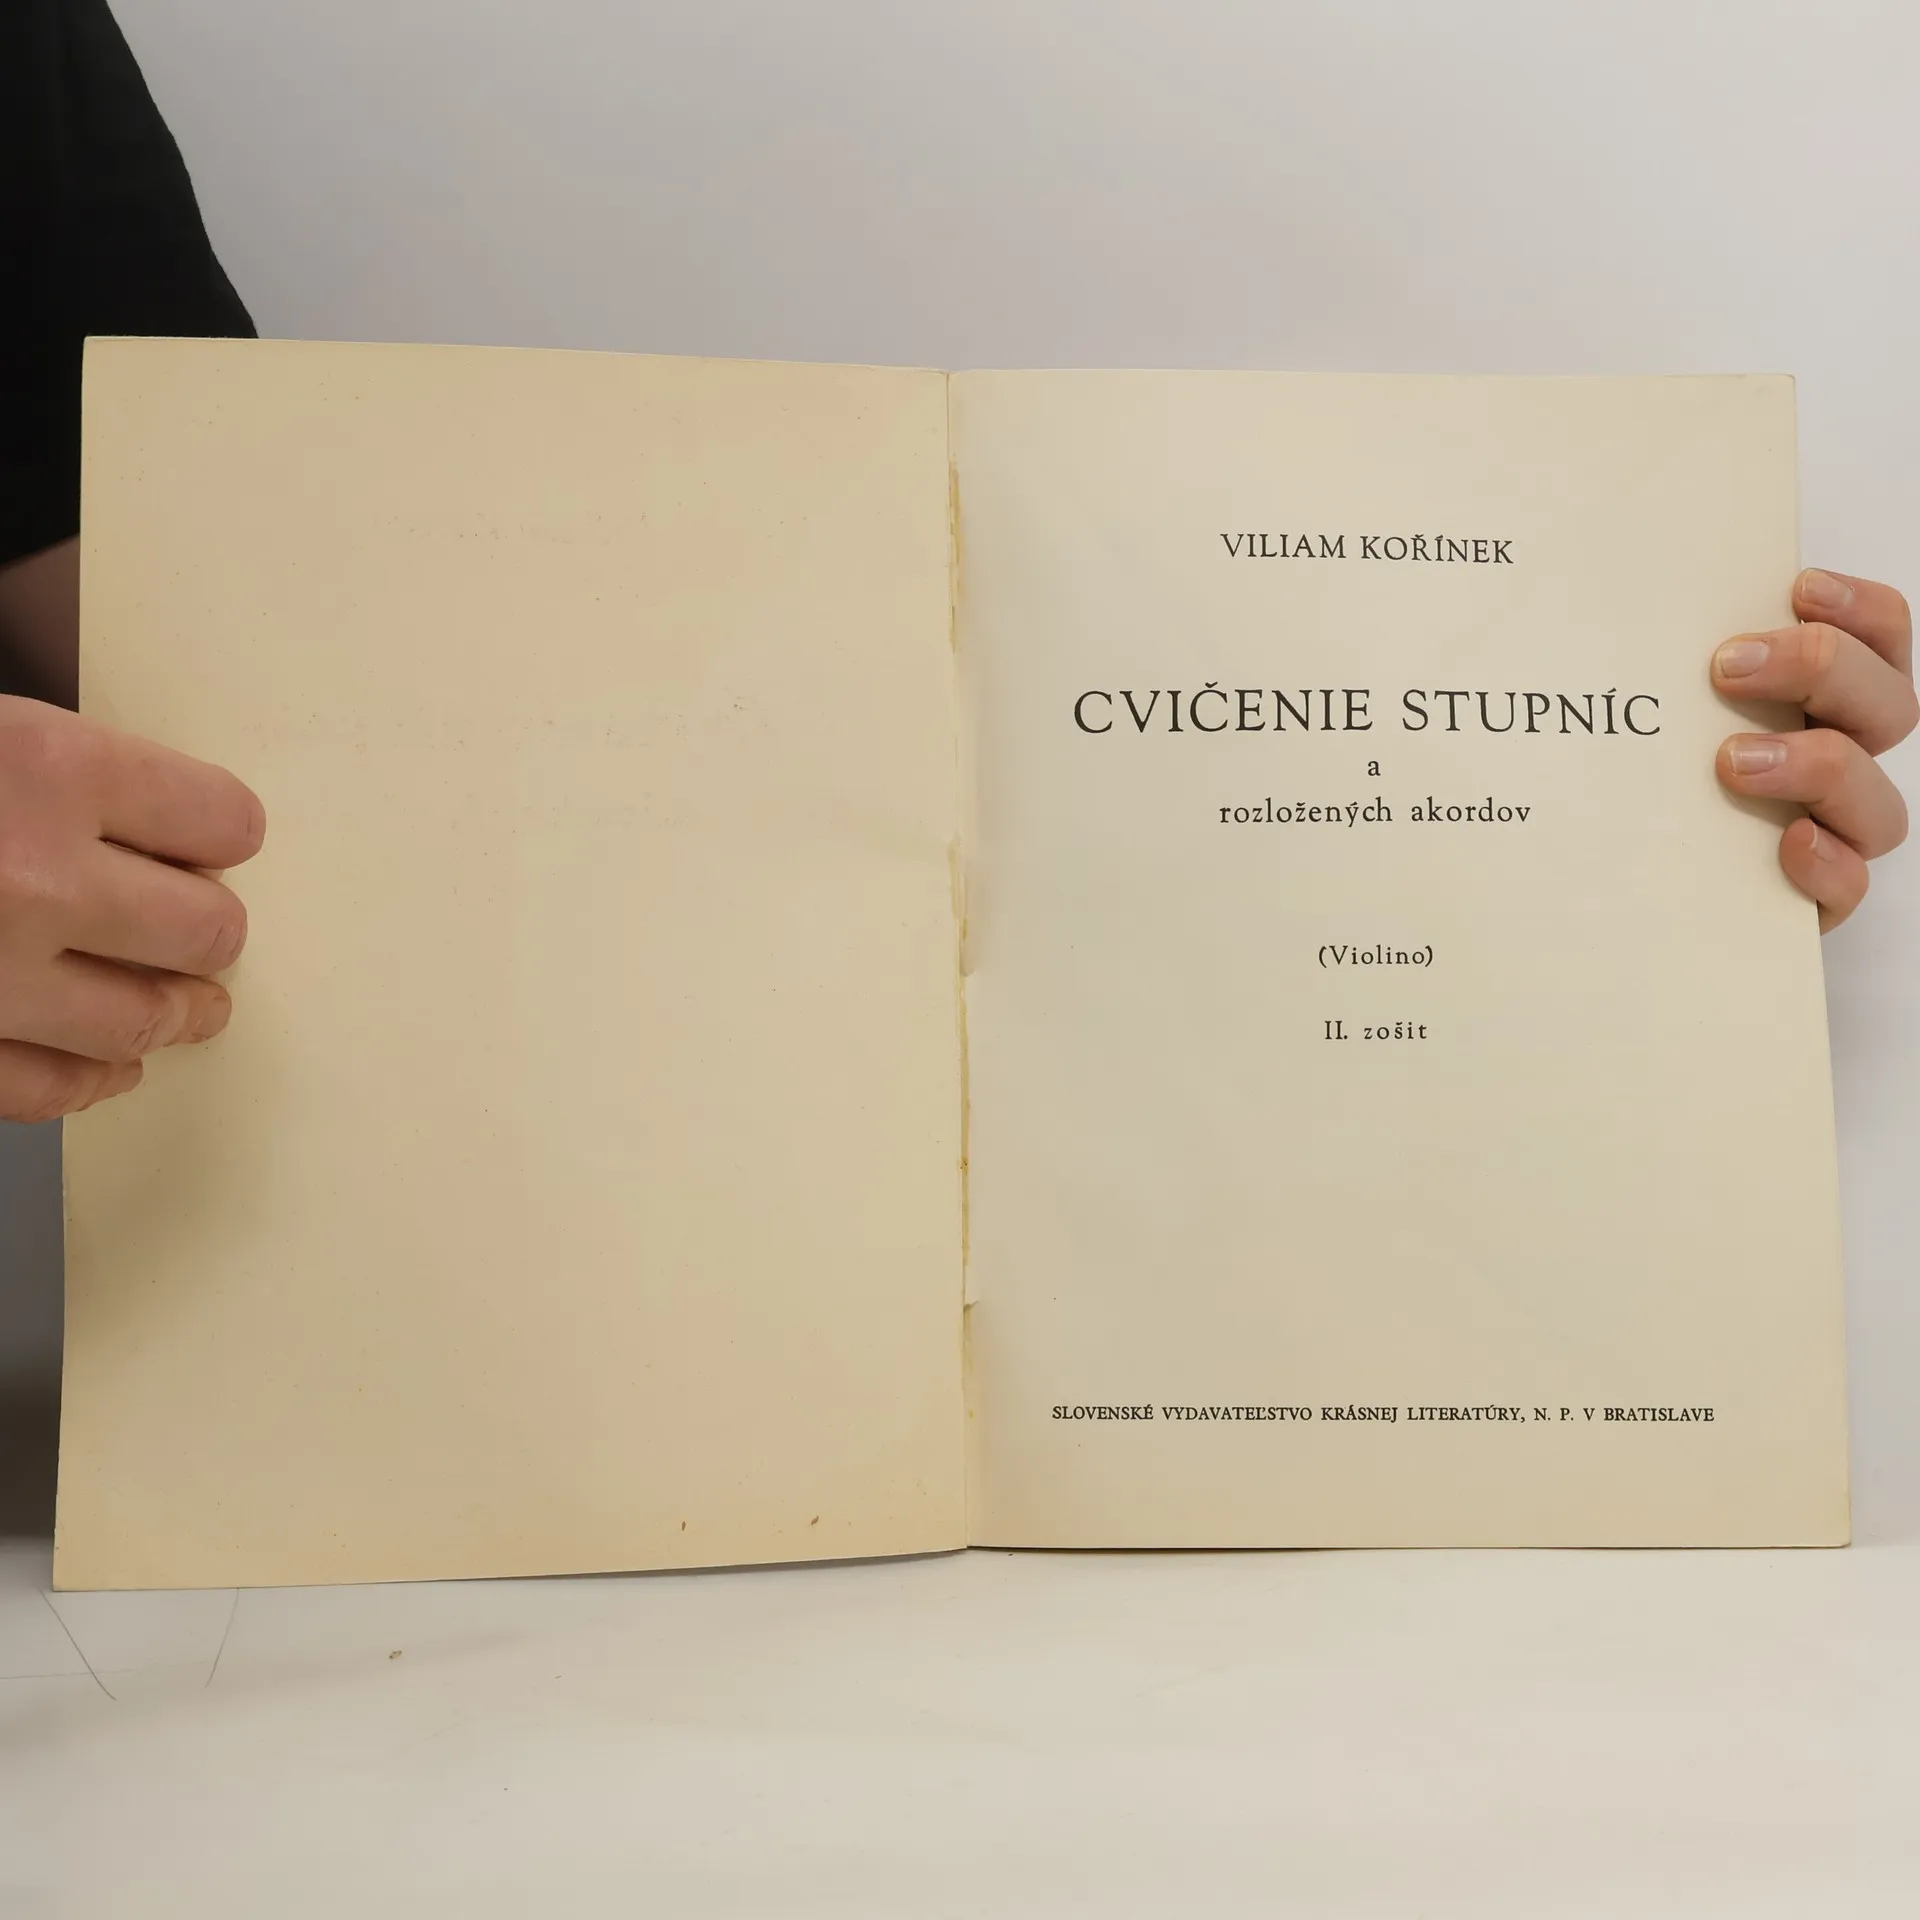 VILIAM KOŘÍNEK
CVIČENIE STUPNÍC
a
rozložených akordov
(Violino)
II. zošit
SLOVENSKÉ VYDAVATEĽSTVO KRÁSNEJ LITERATÚRY, N. P. V BRATISLAVE